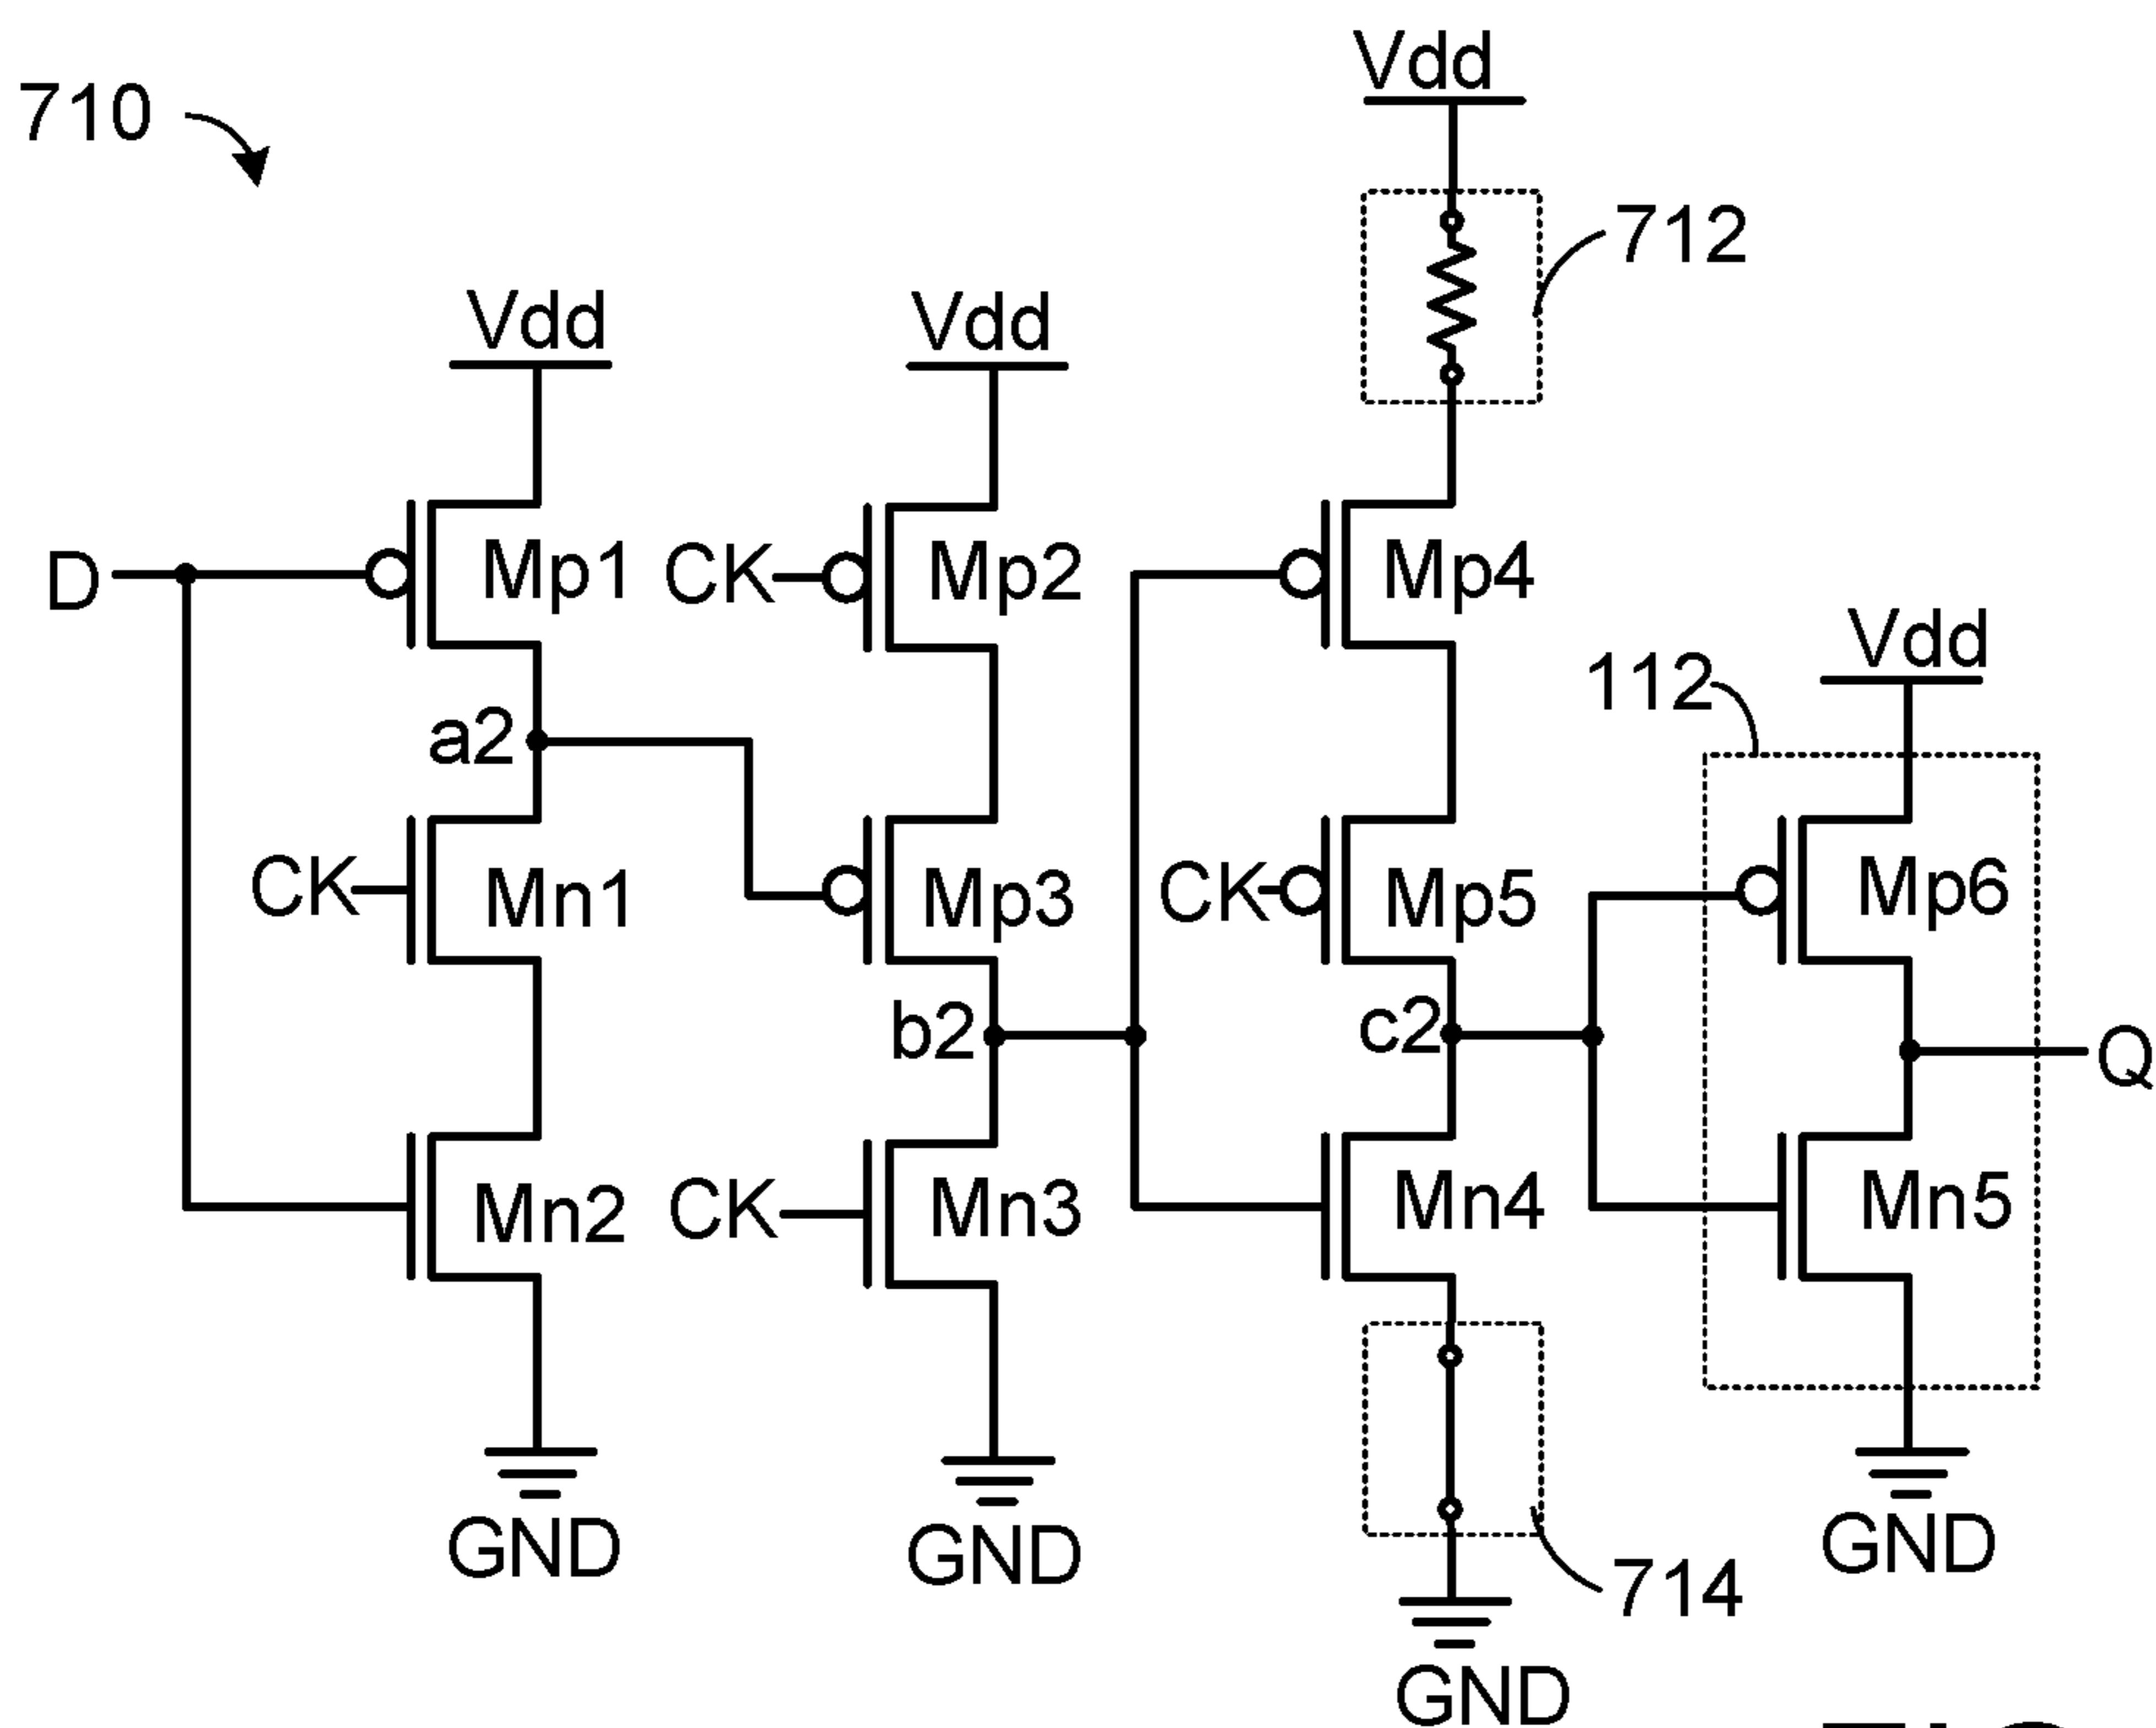 Vdd
710
712
Vdd
Vdd
D
Mp1
CK
Mp2
Mp4
Vdd
112
a2
CK
Mn1
Mp3
CK
Mp5
Mp6
b2
c2
Q
Mn2
CK
Mn3
Mn4
Mn5
GND
GND
GND
714
GND